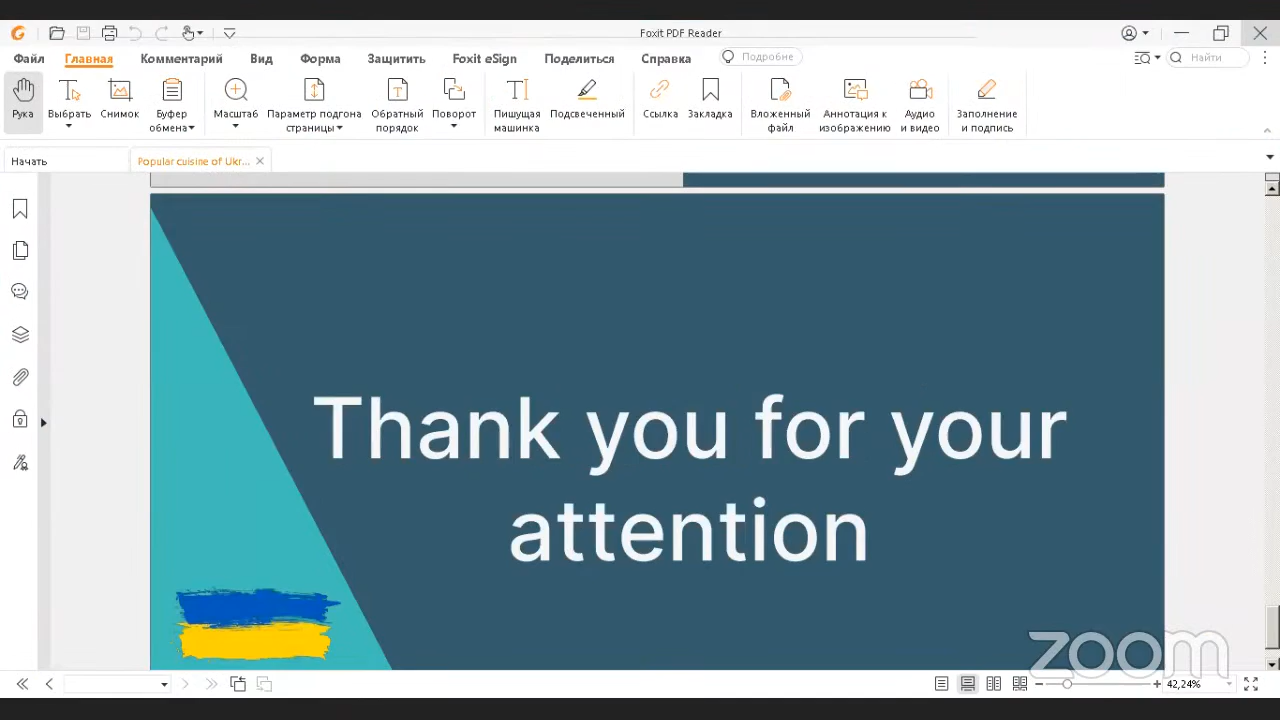 Foxit PDF Reader
Файл Главная Комментарий Вид Форма Защитить Foxit eSign Поделиться Справка Подробне Найти
Рука Выбрать Снимок Буфер обмена Масштаб Параметр подгона страницы Обратный порядок Поворот Пишущая машинка Подсвеченный Ссылка Закладка Вложенный файл Аннотация к изображению Аудио и видео Заполнение и подпись
Начать Popular cuisine of Ukr...
Thank you for your
attention
zoom
42,24%